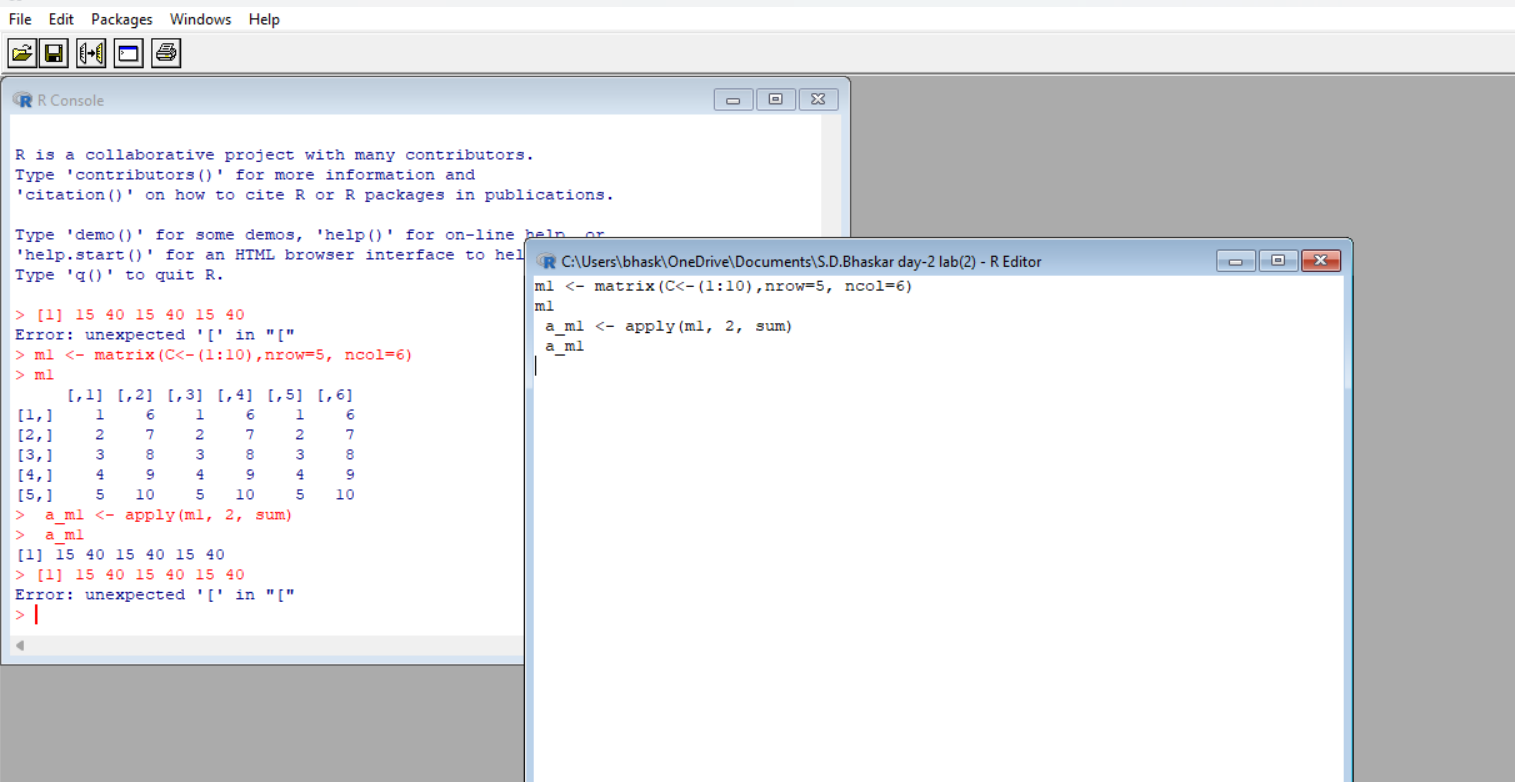 File Edit Packages Windows Help
R Console
R is a collaborative project with many contributors.
Type 'contributors()' for more information and
'citation()' on how to cite R or R packages in publications.
Type 'demo()' for some demos, 'help()' for on-line help, or
'help.start()' for an HTML browser interface to hel
Type 'q()' to quit R.
> [1] 15 40 15 40 15 40
Error: unexpected '[' in "["
> m1 <- matrix(C<-(1:10),nrow=5, ncol=6)
> m1
     [,1] [,2] [,3] [,4] [,5] [,6]
[1,]    1    6    1    6    1    6
[2,]    2    7    2    7    2    7
[3,]    3    8    3    8    3    8
[4,]    4    9    4    9    4    9
[5,]    5   10    5   10    5   10
>  a_m1 <- apply(m1, 2, sum)
>  a_m1
[1] 15 40 15 40 15 40
> [1] 15 40 15 40 15 40
Error: unexpected '[' in "["
>
C:\Users\bhask\OneDrive\Documents\S.D.Bhaskar day-2 lab(2) - R Editor
m1 <- matrix(C<-(1:10),nrow=5, ncol=6)
m1
 a_m1 <- apply(m1, 2, sum)
 a_m1